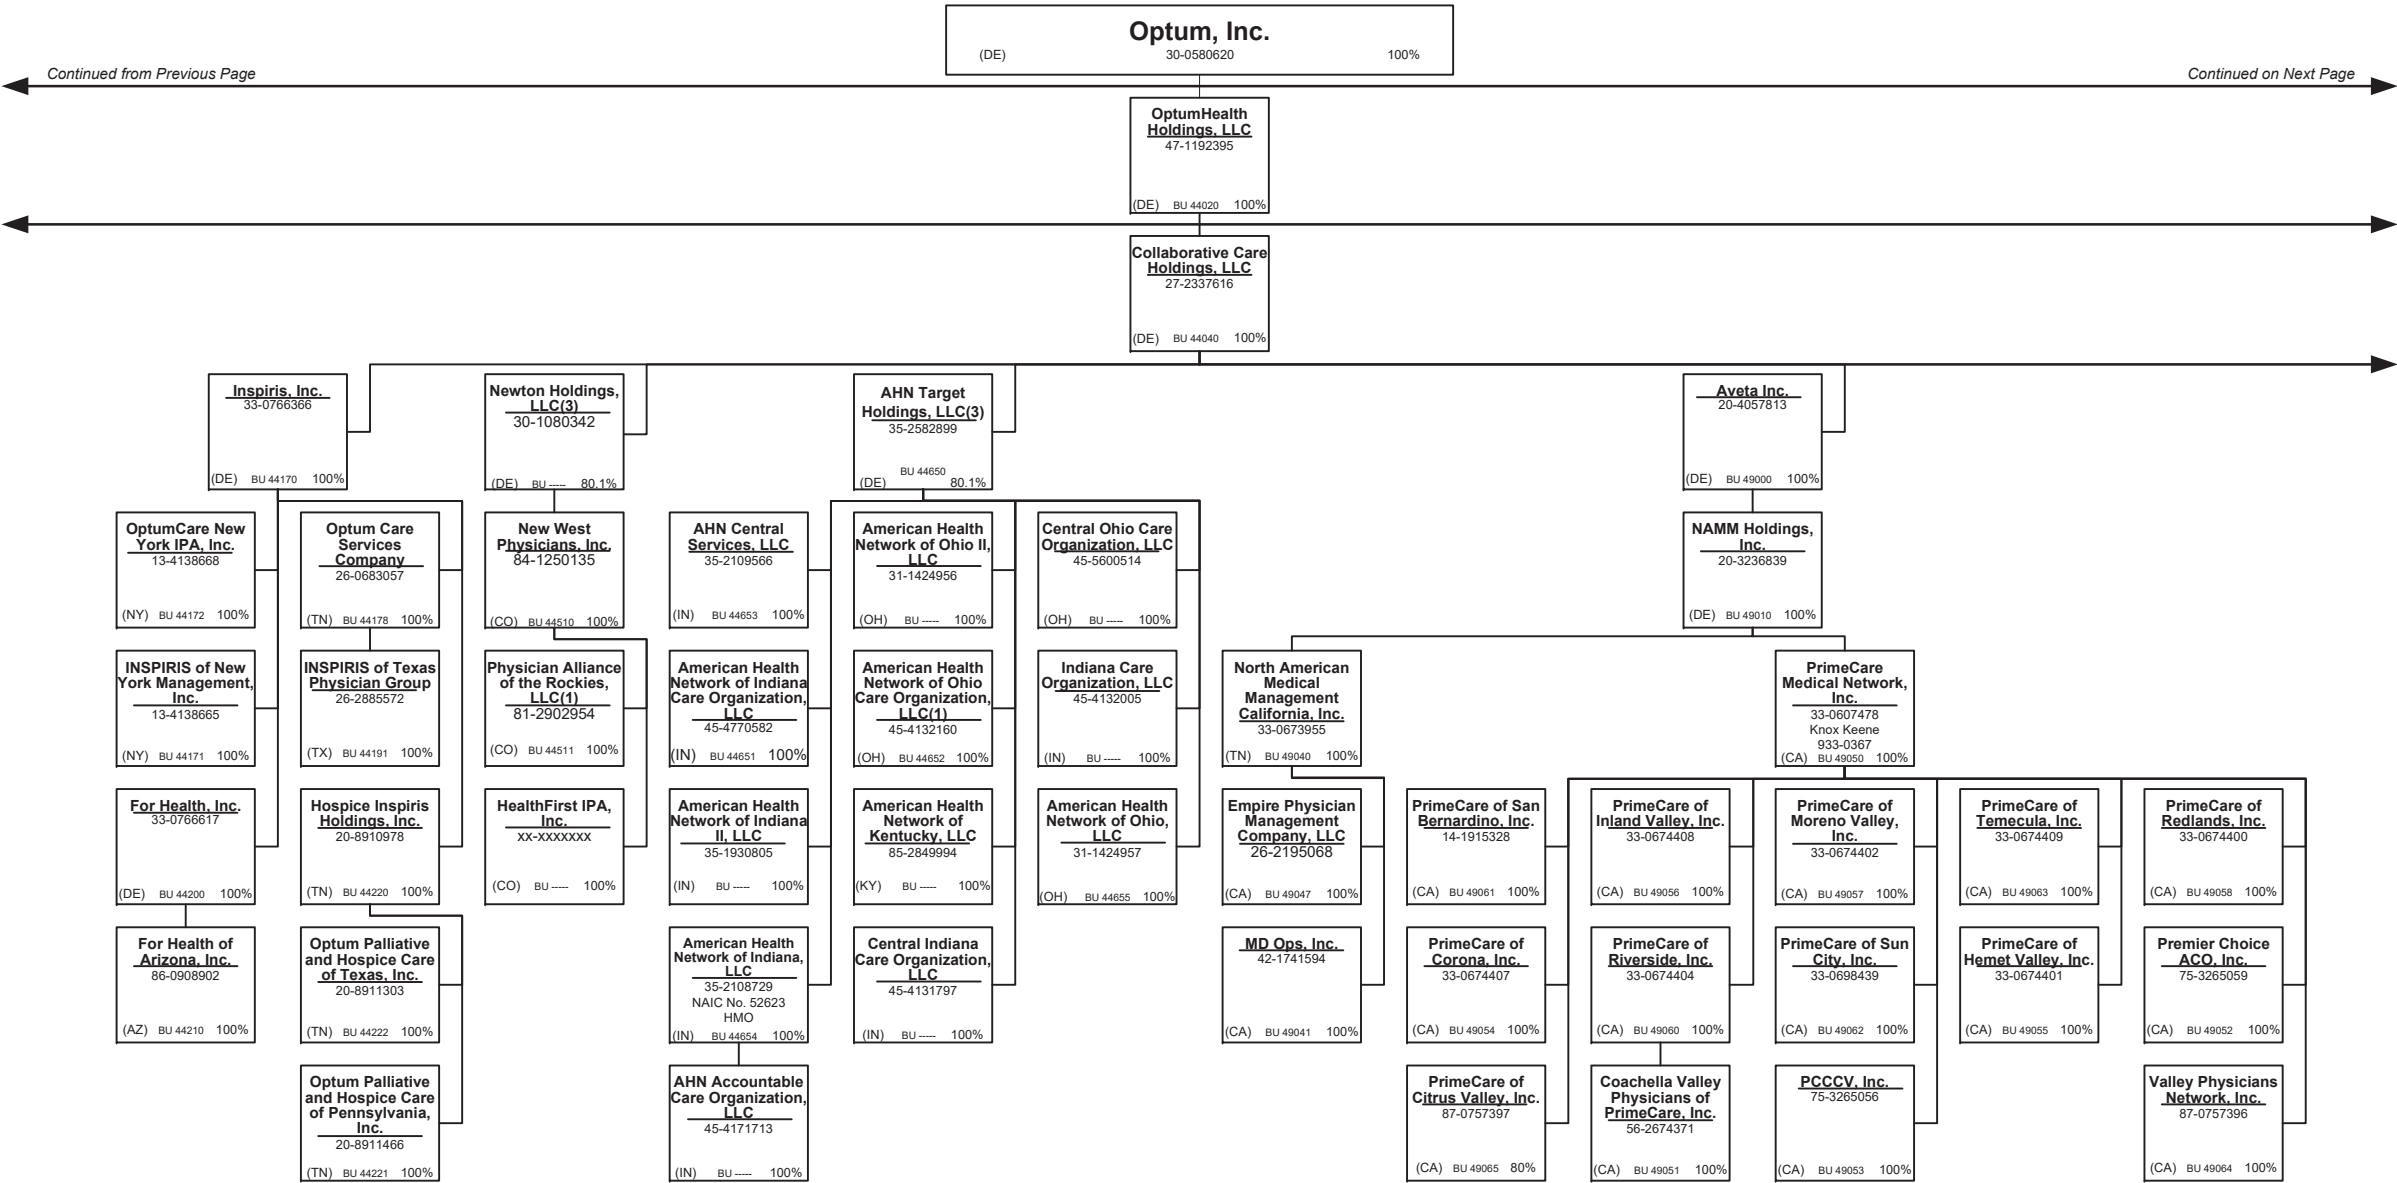 Optum, Inc.
(DE) 30-0580620 100%
Continued from Previous Page
Continued on Next Page
OptumHealth
Holdings, LLC
47-1192395
(DE) BU 44020 100%
Collaborative Care
Holdings, LLC
27-2337616
(DE) BU 44040 100%
Inspiris, Inc.
33-0766366
(DE) BU 44170 100%
Newton Holdings,
LLC(3)
30-1080342
(DE) BU ----- 80.1%
AHN Target
Holdings, LLC(3)
35-2582899
BU 44650
(DE) 80.1%
Aveta Inc.
20-4057813
(DE) BU 49000 100%
OptumCare New
York IPA, Inc.
13-4138668
(NY) BU 44172 100%
Optum Care
Services
Company
26-0683057
(TN) BU 44178 100%
New West
Physicians, Inc.
84-1250135
(CO) BU 44510 100%
AHN Central
Services, LLC
35-2109566
(IN) BU 44653 100%
American Health
Network of Ohio II,
LLC
31-1424956
(OH) BU ----- 100%
Central Ohio Care
Organization, LLC
45-5600514
(OH) BU ----- 100%
NAMM Holdings,
Inc.
20-3236839
(DE) BU 49010 100%
INSPIRIS of New
York Management,
Inc.
13-4138665
(NY) BU 44171 100%
INSPIRIS of Texas
Physician Group
26-2885572
(TX) BU 44191 100%
Physician Alliance
of the Rockies,
LLC(1)
81-2902954
(CO) BU 44511 100%
American Health
Network of Indiana
Care Organization,
LLC
45-4770582
(IN) BU 44651 100%
American Health
Network of Ohio
Care Organization,
LLC(1)
45-4132160
(OH) BU 44652 100%
Indiana Care
Organization, LLC
45-4132005
(IN) BU ----- 100%
North American
Medical
Management
California, Inc.
33-0673955
(TN) BU 49040 100%
PrimeCare
Medical Network,
Inc.
33-0607478
Knox Keene
933-0367
(CA) BU 49050 100%
For Health, Inc.
33-0766617
(DE) BU 44200 100%
Hospice Inspiris
Holdings, Inc.
20-8910978
(TN) BU 44220 100%
HealthFirst IPA,
Inc.
xx-xxxxxxx
(CO) BU ----- 100%
American Health
Network of Indiana
II, LLC
35-1930805
(IN) BU ----- 100%
American Health
Network of
Kentucky, LLC
85-2849994
(KY) BU ----- 100%
American Health
Network of Ohio,
LLC
31-1424957
(OH) BU 44655 100%
Empire Physician
Management
Company, LLC
26-2195068
(CA) BU 49047 100%
PrimeCare of San
Bernardino, Inc.
14-1915328
(CA) BU 49061 100%
PrimeCare of
Inland Valley, Inc.
33-0674408
(CA) BU 49056 100%
PrimeCare of
Moreno Valley,
Inc.
33-0674402
(CA) BU 49057 100%
PrimeCare of
Temecula, Inc.
33-0674409
(CA) BU 49063 100%
PrimeCare of
Redlands, Inc.
33-0674400
(CA) BU 49058 100%
For Health of
Arizona, Inc.
86-0908902
(AZ) BU 44210 100%
Optum Palliative
and Hospice Care
of Texas, Inc.
20-8911303
(TN) BU 44222 100%
American Health
Network of Indiana,
LLC
35-2108729
NAIC No. 52623
HMO
(IN) BU 44654 100%
Central Indiana
Care Organization,
LLC
45-4131797
(IN) BU ----- 100%
MD Ops, Inc.
42-1741594
(CA) BU 49041 100%
PrimeCare of
Corona, Inc.
33-0674407
(CA) BU 49054 100%
PrimeCare of
Riverside, Inc.
33-0674404
(CA) BU 49060 100%
PrimeCare of Sun
City, Inc.
33-0698439
(CA) BU 49062 100%
PrimeCare of
Hemet Valley, Inc.
33-0674401
(CA) BU 49055 100%
Premier Choice
ACO, Inc.
75-3265059
(CA) BU 49052 100%
Optum Palliative
and Hospice Care
of Pennsylvania,
Inc.
20-8911466
(TN) BU 44221 100%
AHN Accountable
Care Organization,
LLC
45-4171713
(IN) BU ----- 100%
PrimeCare of
Citrus Valley, Inc.
87-0757397
(CA) BU 49065 80%
Coachella Valley
Physicians of
PrimeCare, Inc.
56-2674371
(CA) BU 49051 100%
PCCCV, Inc.
75-3265056
(CA) BU 49053 100%
Valley Physicians
Network, Inc.
87-0757396
(CA) BU 49064 100%